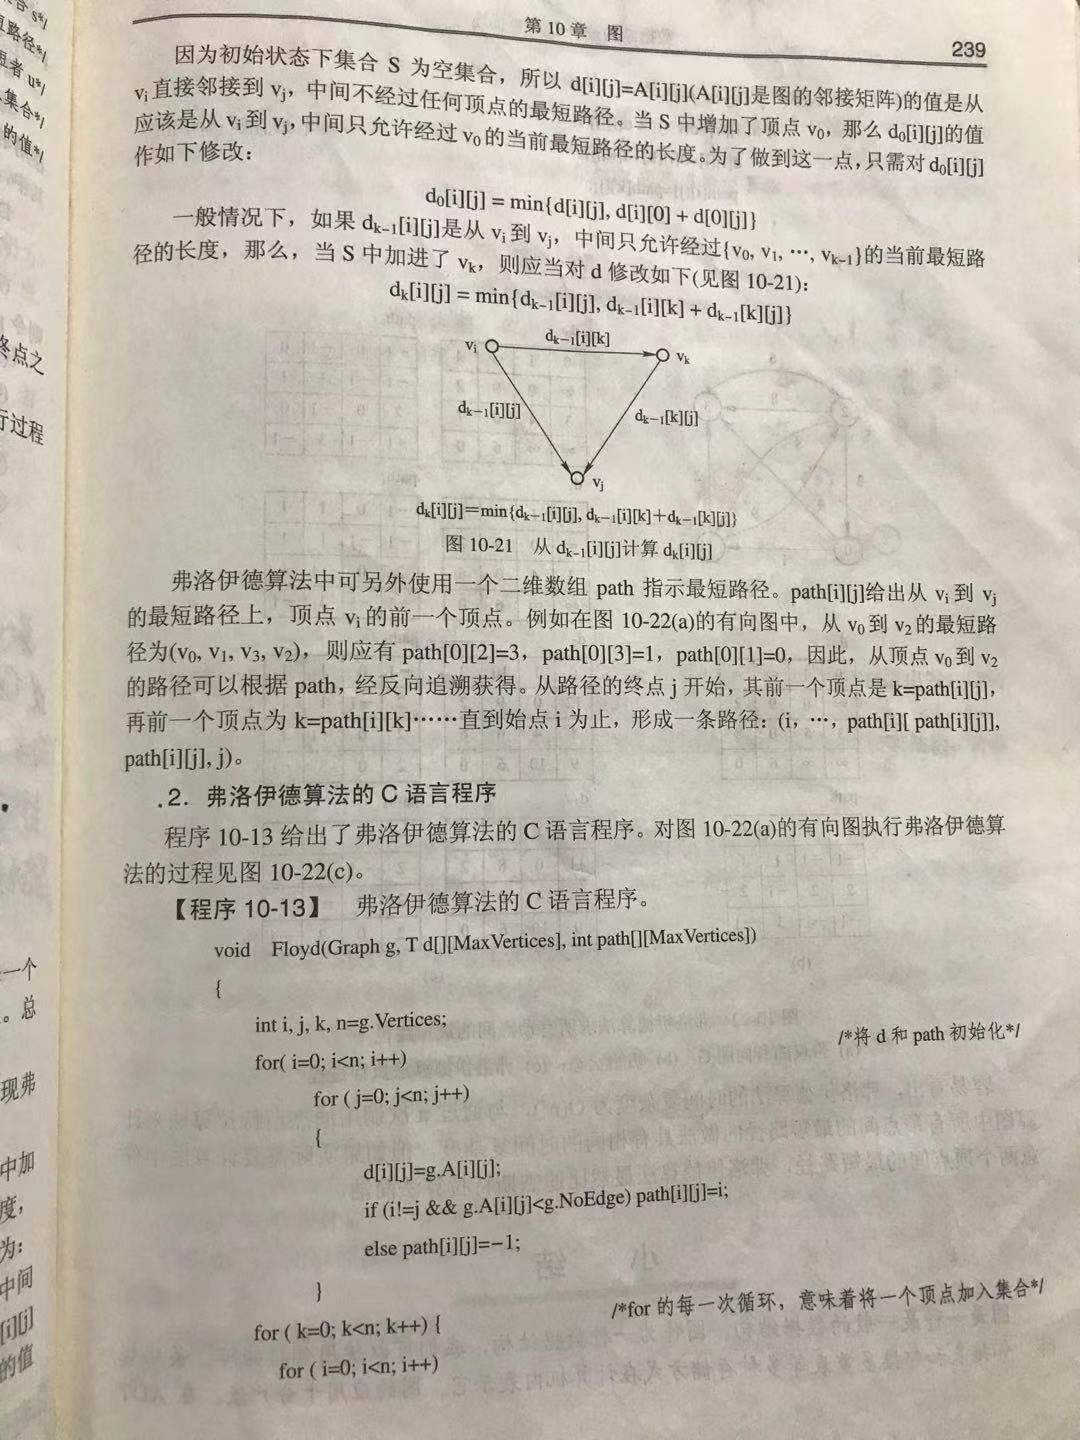 第 10 章 图
239
因为初始状态下集合 S 为空集合，所以 d[i][j]=A[i][j](A[i][j]是图的邻接矩阵)的值是从
vi直接邻接到 vj，中间不经过任何顶点的最短路径。当 S 中增加了顶点 v0，那么 d0[i][j]的值
应该是从 vi 到 vj，中间只允许经过 v0 的当前最短路径的长度。为了做到这一点，只需对 d0[i][j]
作如下修改：
d0[i][j] = min{d[i][j], d[i][0] + d[0][j]}
一般情况下，如果 dk−1[i][j]是从 vi 到 vj，中间只允许经过{v0, v1, …, vk−1}的当前最短路
径的长度，那么，当 S 中加进了 vk，则应当对 d 修改如下(见图 10-21)：
dk[i][j] = min{dk−1[i][j], dk−1[i][k] + dk−1[k][j]}
vi
dk−1[i][k]
vk
dk−1[i][j]
dk−1[k][j]
vj
dk[i][j]=min{dk−1[i][j], dk−1[i][k]+dk−1[k][j]}
图 10-21 从 dk−1[i][j]计算 dk[i][j]
弗洛伊德算法中可另外使用一个二维数组 path 指示最短路径。path[i][j]给出从 vi 到 vj
的最短路径上，顶点 vi 的前一个顶点。例如在图 10-22(a)的有向图中，从 v0 到 v2 的最短路
径为(v0, v1, v3, v2)，则应有 path[0][2]=3，path[0][3]=1，path[0][1]=0，因此，从顶点 v0 到 v2
的路径可以根据 path，经反向追溯获得。从路径的终点 j 开始，其前一个顶点是 k=path[i][j]，
再前一个顶点为 k=path[i][k]……直到始点 i 为止，形成一条路径：(i，…，path[i][ path[i][j]],
path[i][j], j)。
2．弗洛伊德算法的 C 语言程序
程序 10-13 给出了弗洛伊德算法的 C 语言程序。对图 10-22(a)的有向图执行弗洛伊德算
法的过程见图 10-22(c)。
【程序 10-13】 弗洛伊德算法的 C 语言程序。
void Floyd(Graph g, T d[][MaxVertices], int path[][MaxVertices])
{
int i, j, k, n=g.Vertices;
/*将 d 和 path 初始化*/
for( i=0; i<n; i++)
for ( j=0; j<n; j++)
{
d[i][j]=g.A[i][j];
if (i!=j && g.A[i][j]<g.NoEdge) path[i][j]=i;
else path[i][j]=−1;
}
/*for 的每一次循环，意味着将一个顶点加入集合*/
for ( k=0; k<n; k++) {
for ( i=0; i<n; i++)